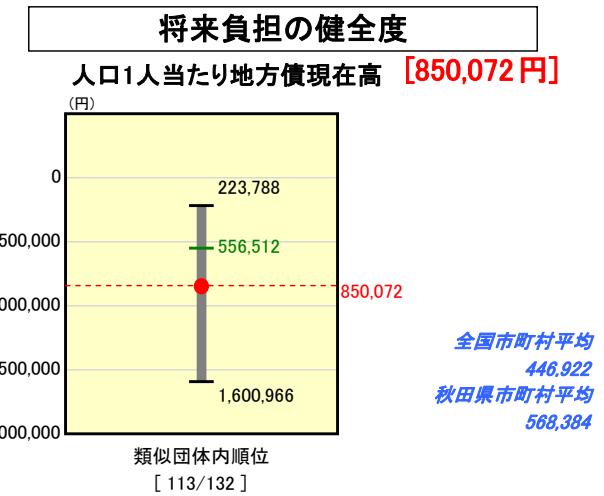 将来負担の健全度
人口1人当たり地方債現在高 [850,072円]
(円)
0
223,788
500,000
556,512
850,072
000,000
全国市町村平均
446,922
500,000
1,600,966
秋田県市町村平均
568,384
000,000
類似団体内順位
[ 113/132 ]